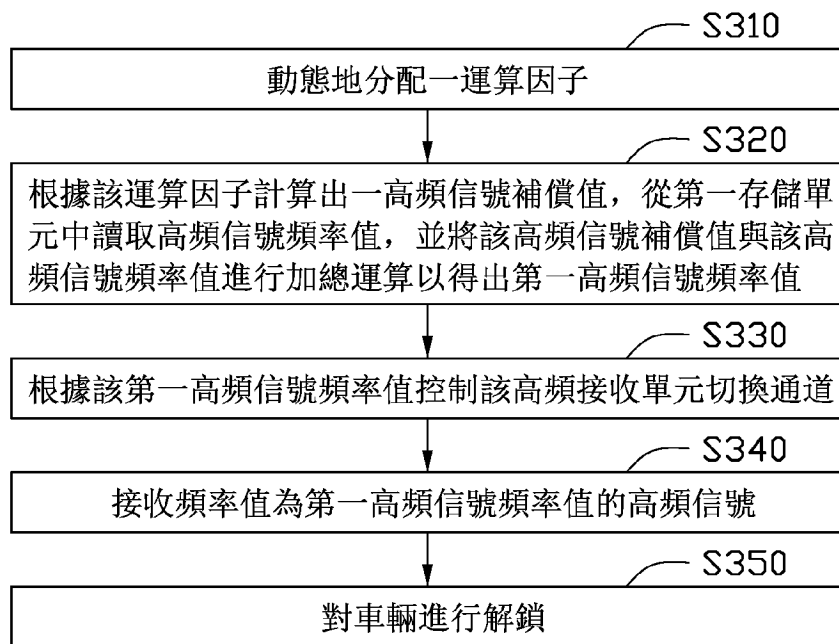 S310
動態地分配一運算因子
S320
根據該運算因子計算出一高頻信號補償值，從第一存儲單
元中讀取高頻信號頻率值，並將該高頻信號補償值與該高
頻信號頻率值進行加總運算以得出第一高頻信號頻率值
S330
根據該第一高頻信號頻率值控制該高頻接收單元切換通道
S340
接收頻率值為第一高頻信號頻率值的高頻信號
S350
對車輛進行解鎖